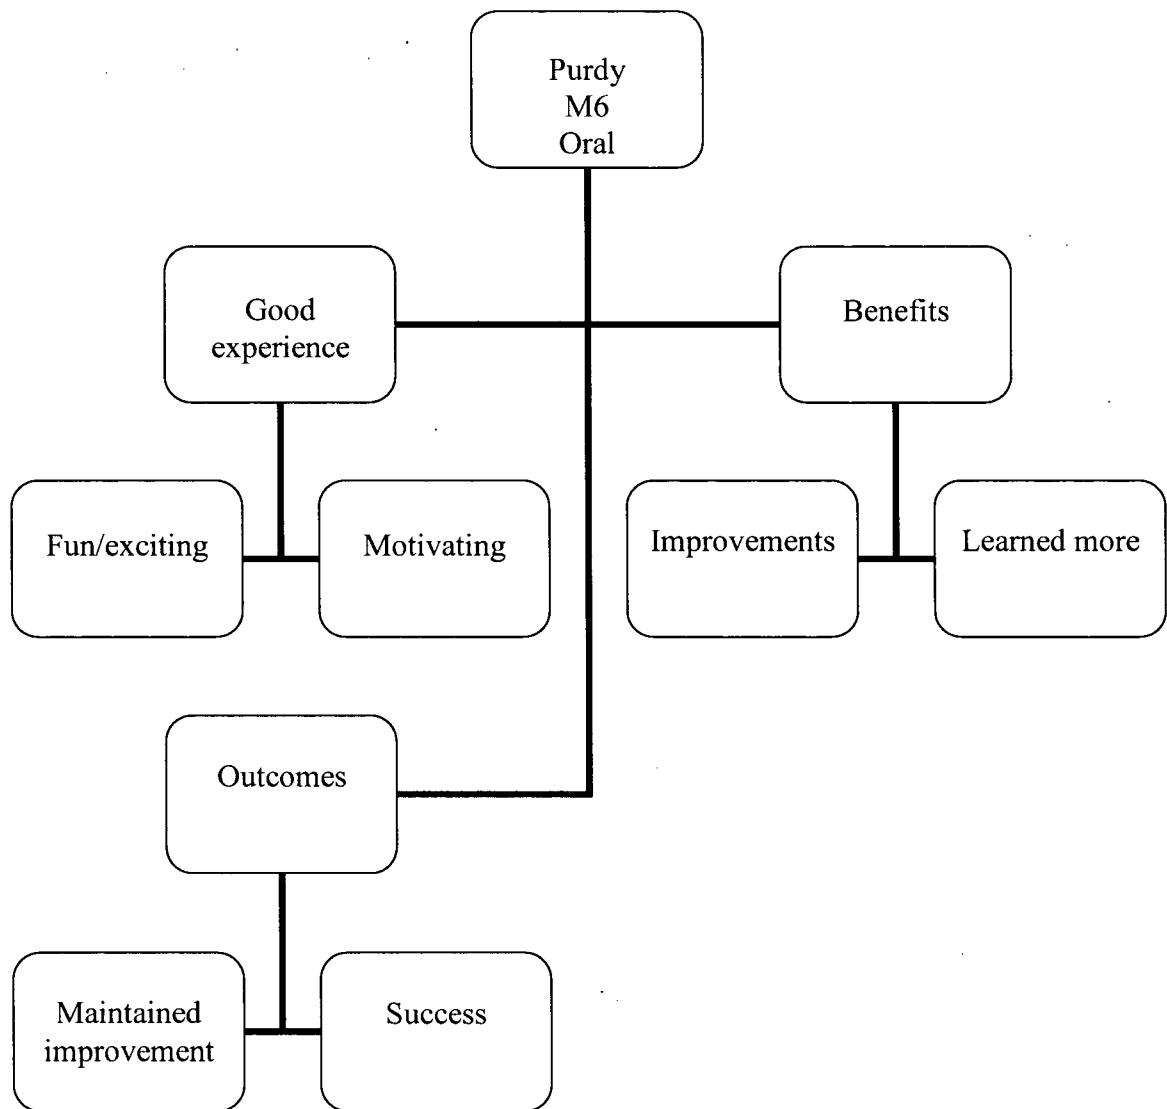 Purdy
M6
Oral
Good
experience
Benefits
Fun/exciting
Motivating
Improvements
Learned more
Outcomes
Maintained
improvement
Success